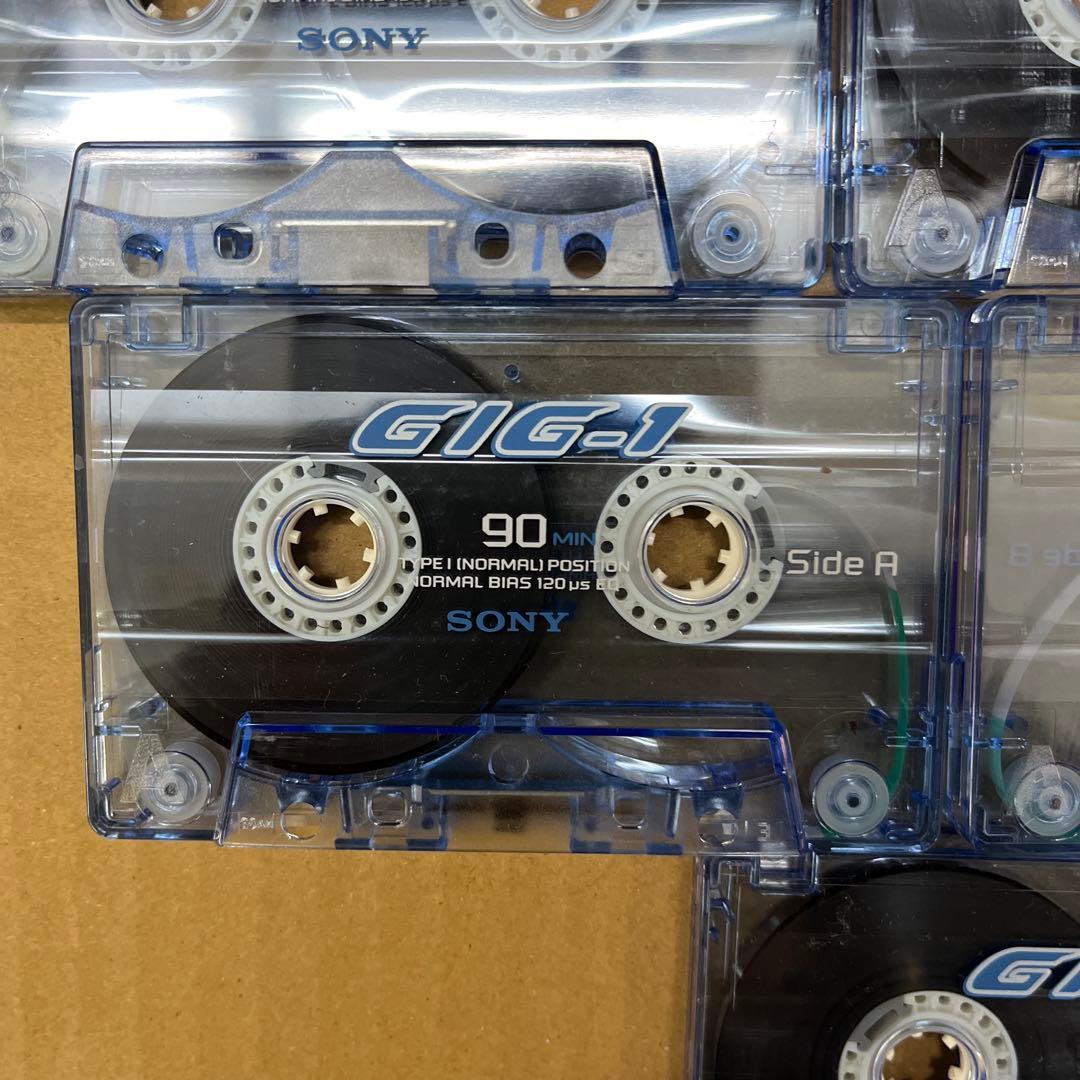 SONY
GIG-1
90 MIN
TYPE I (NORMAL) POSITION
NORMAL BIAS 120 µs EQ
SONY
Side A
A
A
A